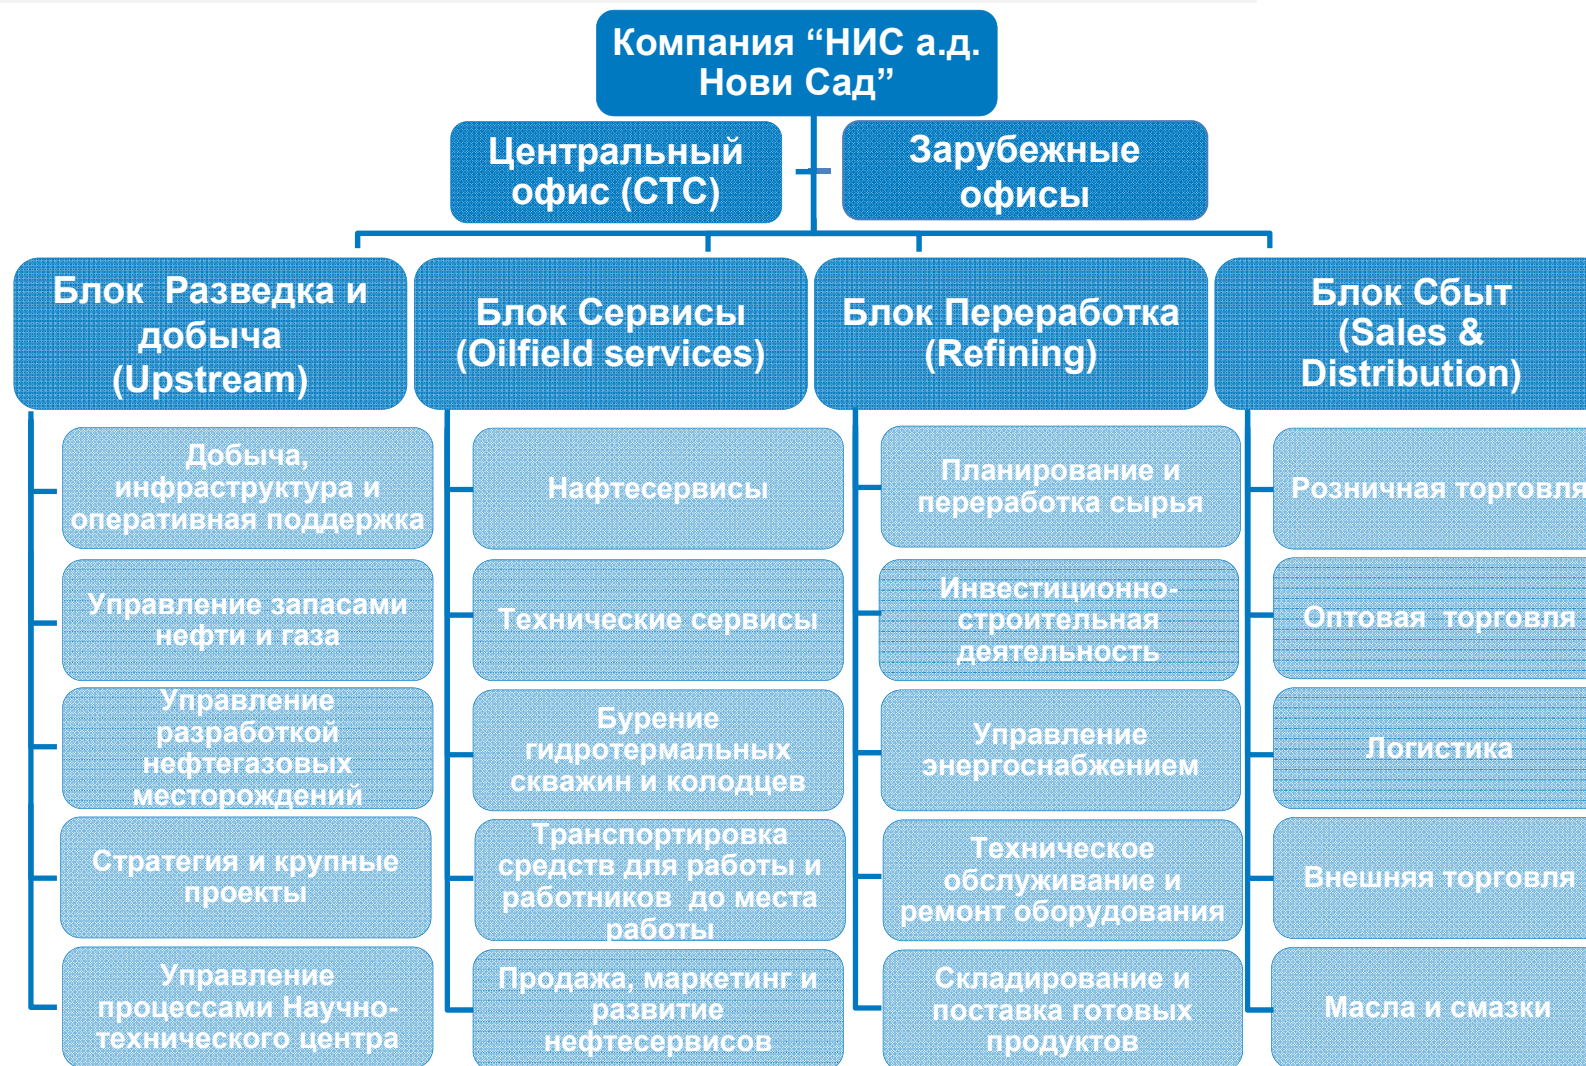 Компания “НИС а.д.
Нови Сад”
Центральный
офис (СТС)
Зарубежные
офисы
Блок Разведка и
добыча
(Upstream)
Блок Сервисы
(Oilfield services)
Блок Переработка
(Refining)
Блок Сбыт
(Sales &
Distribution)
Добыча,
инфраструктура и
оперативная поддержка
Управление запасами
нефти и газа
Управление
разработкой
нефтегазовых
месторождений
Стратегия и крупные
проекты
Управление
процессами Научно-
технического центра
Нафтесервисы
Технические сервисы
Бурение
гидротермальных
скважин и колодцев
Транспортировка
средств для работы и
работников до места
работы
Продажа, маркетинг и
развитие
нефтесервисов
Планирование и
переработка сырья
Инвестиционно-
строительная
деятельность
Управление
энергоснабжением
Техническое
обслуживание и
ремонт оборудования
Складирование и
поставка готовых
продуктов
Розничная торговля
Оптовая торговля
Логистика
Внешняя торговля
Масла и смазки